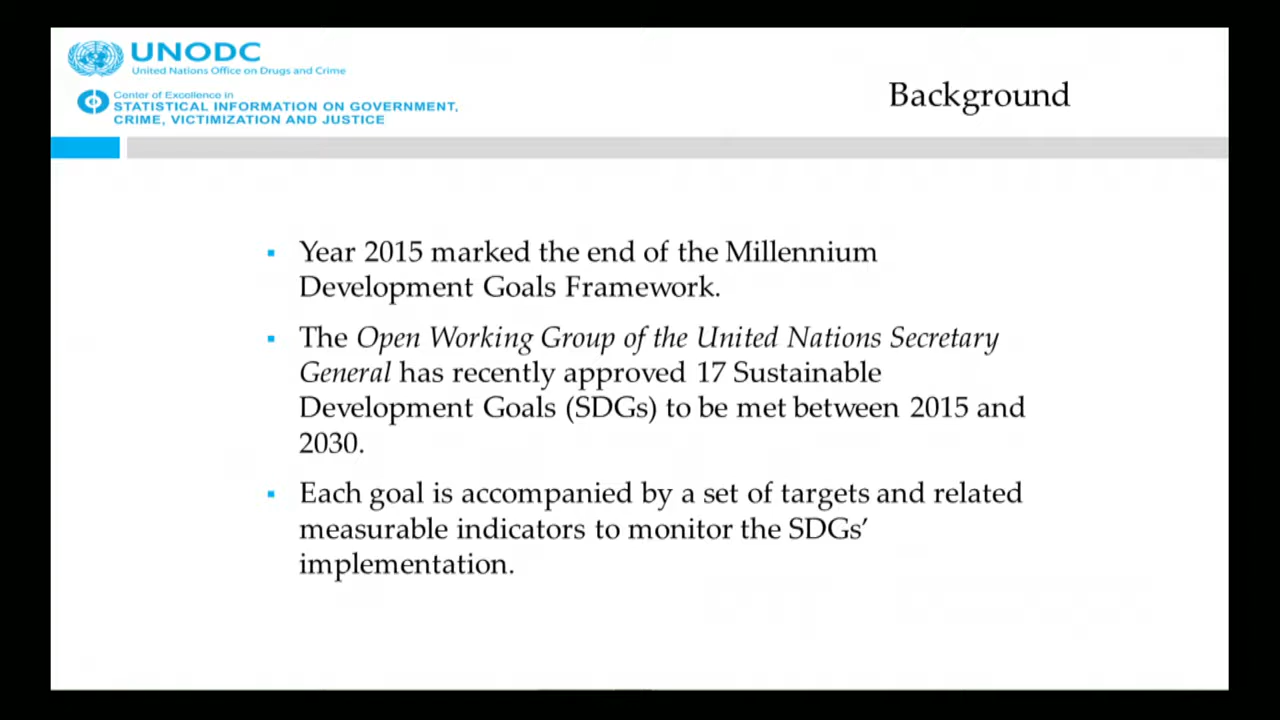 UNODC
United Nations Office on Drugs and Crime
Center of Excellence in
STATISTICAL INFORMATION ON GOVERNMENT,
CRIME, VICTIMIZATION AND JUSTICE
Background
▪ Year 2015 marked the end of the Millennium
Development Goals Framework.
▪ The Open Working Group of the United Nations Secretary
General has recently approved 17 Sustainable
Development Goals (SDGs) to be met between 2015 and
2030.
▪ Each goal is accompanied by a set of targets and related
measurable indicators to monitor the SDGs’
implementation.